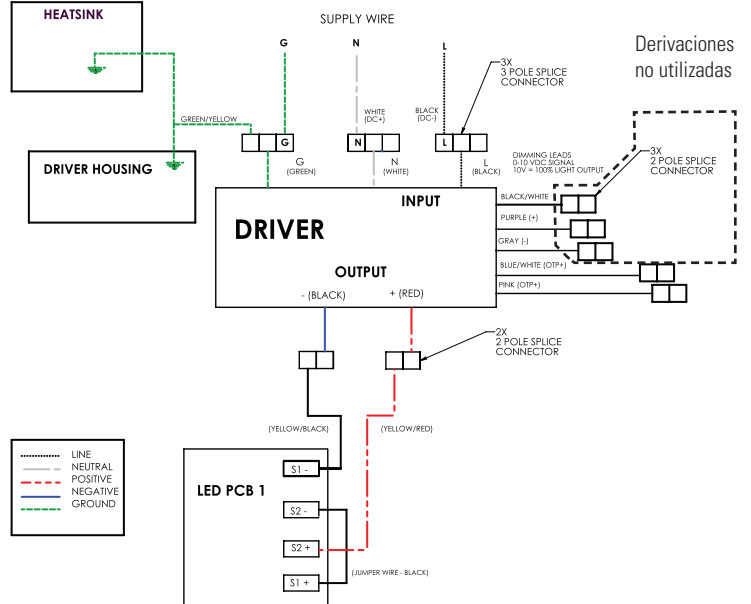 HEATSINK
SUPPLY WIRE
G
N
L
Derivaciones
no utilizadas
3X
3 POLE SPLICE
CONNECTOR
WHITE
(DC+)
BLACK
(DC-)
GREEN/YELLOW
G
N
L
G
(GREEN)
N
(WHITE)
L
(BLACK)
DRIVER HOUSING
DIMMING LEADS
0-10 VDC SIGNAL
10V = 100% LIGHT OUTPUT
3X
2 POLE SPLICE
CONNECTOR
INPUT
DRIVER
OUTPUT
- (BLACK)
+ (RED)
BLACK/WHITE
PURPLE (+)
GRAY (-)
BLUE/WHITE (OTP+)
PINK (OTP+)
2X
2 POLE SPLICE
CONNECTOR
(YELLOW/BLACK)
(YELLOW/RED)
LINE
NEUTRAL
POSITIVE
NEGATIVE
GROUND
LED PCB 1
S1 -
S2 -
S2 +
S1 +
(JUMPER WIRE - BLACK)